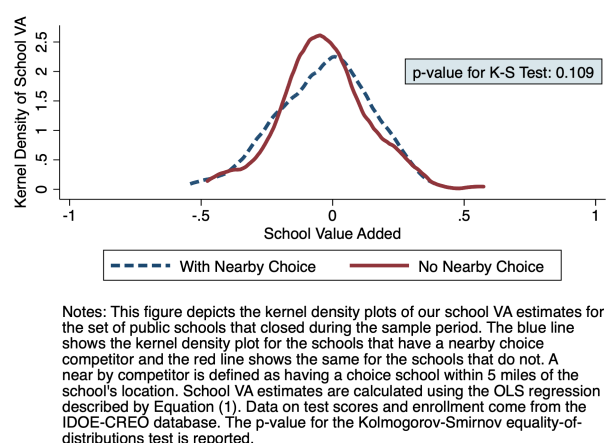 Kernel Density of School VA
2.5
2
1.5
1
.5
0
p-value for K-S Test: 0.109
-1
-.5
0
.5
1
School Value Added
With Nearby Choice
No Nearby Choice
Notes: This figure depicts the kernel density plots of our school VA estimates for
the set of public schools that closed during the sample period. The blue line
shows the kernel density plot for the schools that have a nearby choice
competitor and the red line shows the same for the schools that do not. A
near by competitor is defined as having a choice school within 5 miles of the
school's location. School VA estimates are calculated using the OLS regression
described by Equation (1). Data on test scores and enrollment come from the
IDOE-CREO database. The p-value for the Kolmogorov-Smirnov equality-of-
distributions test is reported.